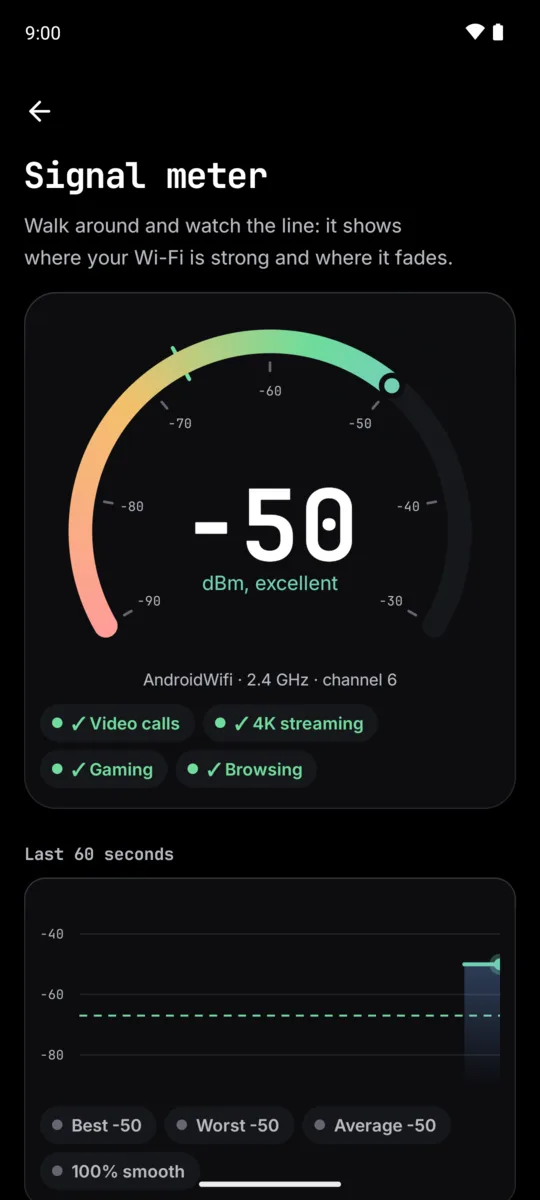 9:00
Signal meter
Walk around and watch the line: it shows
where your Wi-Fi is strong and where it fades.
-60
-70
-50
-80
-40
-50
dBm, excellent
-90
-30
AndroidWifi · 2.4 GHz · channel 6
✓ Video calls
✓ 4K streaming
✓ Gaming
✓ Browsing
Last 60 seconds
-40
-60
-80
Best -50
Worst -50
Average -50
100% smooth